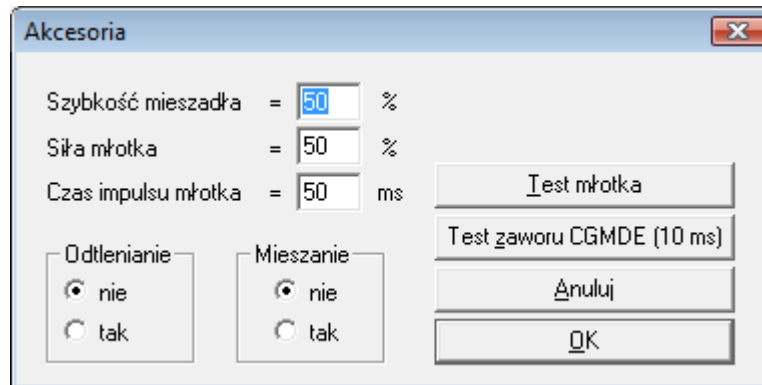 Akcesoria
Szybkość mieszadła = 50 %
Siła młotka = 50 %
Czas impulsu młotka = 50 ms
Test młotka
Test zaworu CGMDE (10 ms)
Anuluj
OK
Odtlenianie
nie
tak
Mieszanie
nie
tak